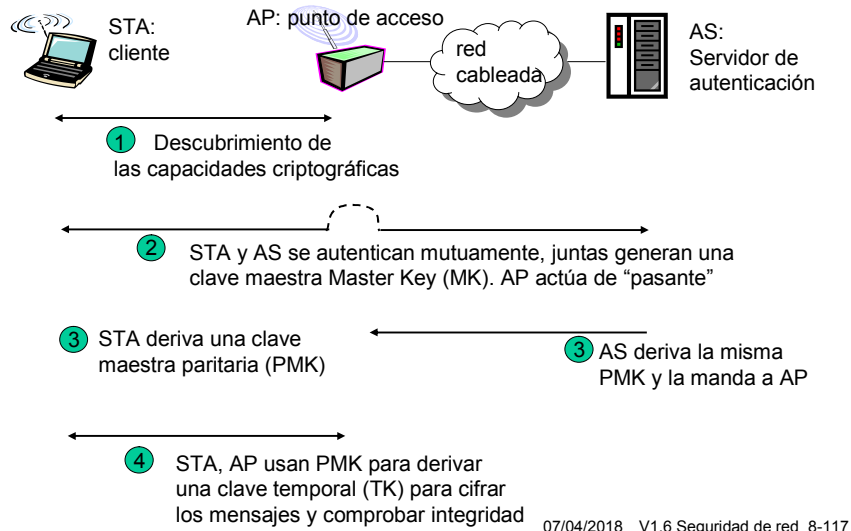 STA:
cliente
AP: punto de acceso
red
cableada
AS:
Servidor de
autenticación
1 Descubrimiento de
las capacidades criptográficas
2 STA y AS se autentican mutuamente, juntas generan una
clave maestra Master Key (MK). AP actúa de “pasante”
3 STA deriva una clave
maestra paritaria (PMK)
3 AS deriva la misma
PMK y la manda a AP
4 STA, AP usan PMK para derivar
una clave temporal (TK) para cifrar
los mensajes y comprobar integridad
07/04/2018 V1.6 Seguridad de red 8-117